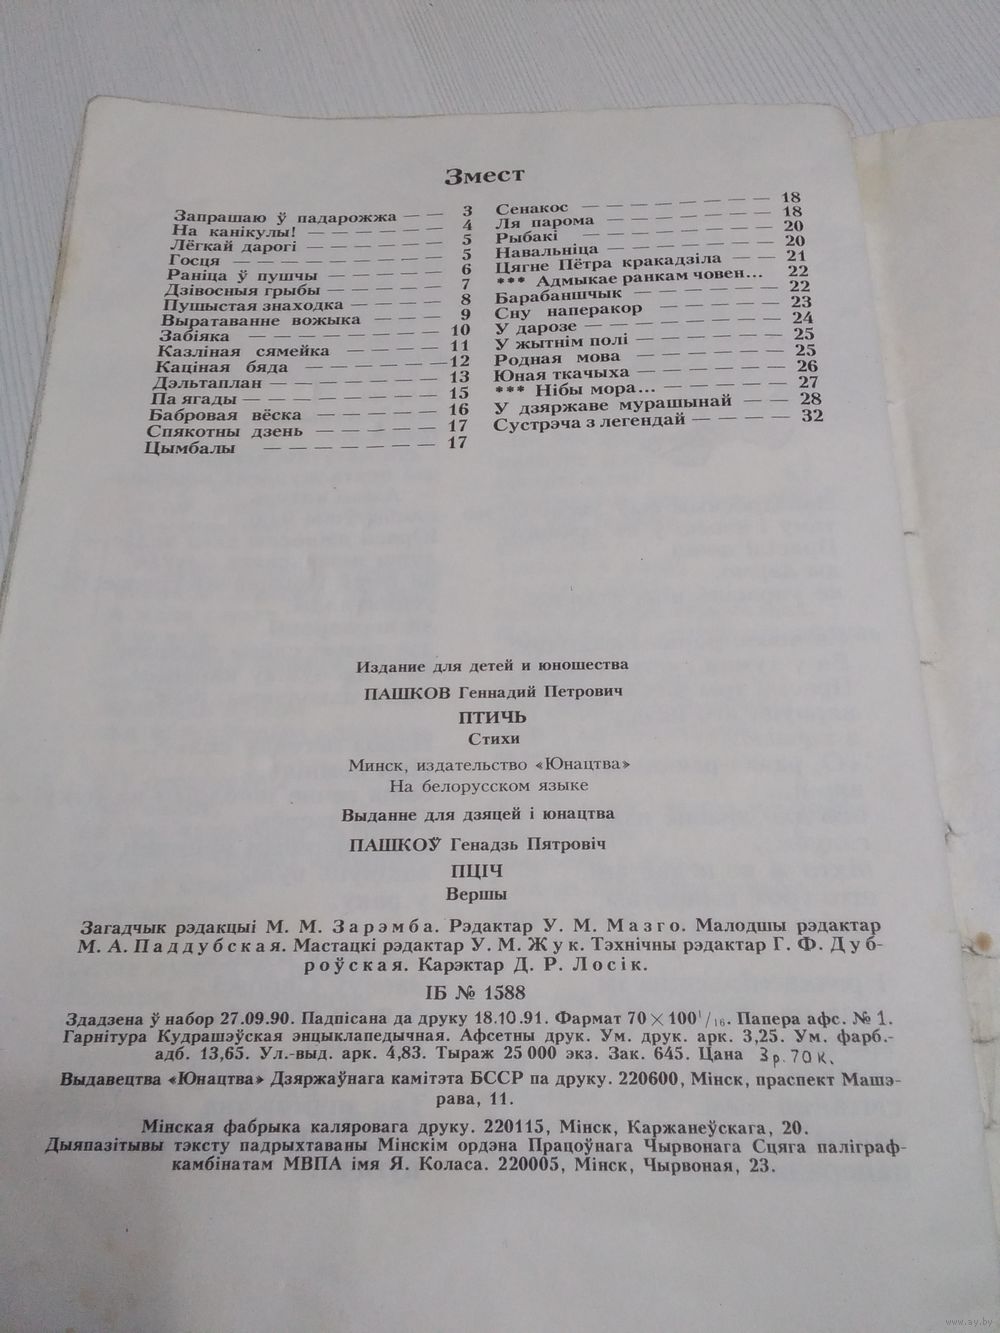 Змест
Запрашаю ў падарожжа — — 3
На канікулы! — — — — — 4
Лёгкай дарогі — — — — — 5
Госця — — — — — — — — 5
Раніца ў пушчы — — — — — 6
Дзівосныя грыбы — — — — 7
Пушыстая знаходка — — — — 8
Выратаванне вожыка — — — 9
Забіяка — — — — — — — 10
Казліная сямейка — — — — 11
Каціная бяда — — — — — — 12
Дэльтаплан — — — — — — — 13
Па ягады — — — — — — — 15
Бабровая вёска — — — — — 16
Спякотны дзень — — — — — 17
Цымбалы — — — — — — — 17
Сенакос — — — — — — — 18
Ля парома — — — — — — 18
Рыбакі — — — — — — — 20
Навальніца — — — — — — 20
Цягне Пётра кракадзіла — — 21
*** Адмыкае ранкам човен... 22
Барабаншчык — — — — — 22
Сну наперакор — — — — 23
У дарозе — — — — — — — 24
У жытнім полі — — — — — 25
Родная мова — — — — — 25
Юная ткачыха — — — — — 26
*** Нібы мора... — — — — 27
У дзяржаве мурашынай — — 28
Сустрэча з легендай — — — — 32
Издание для детей и юношества
ПАШКОВ Геннадий Петрович
ПТИЧЬ
Стихи
Минск, издательство «Юнацтва»
На белорусском языке
Выданне для дзяцей і юнацтва
ПАШКОЎ Генадзь Пятровіч
ПЦІЧ
Вершы
Загадчык рэдакцыі М. М. Зарэмба. Рэдактар У. М. Мазго. Малодшы рэдактар
М. А. Паддубская. Мастацкі рэдактар У. М. Жук. Тэхнічны рэдактар Г. Ф. Дуб-
роўская. Карэктар Д. Р. Лосік.
ІБ № 1588
Здадзена ў набор 27.09.90. Падпісана да друку 18.10.91. Фармат 70×100 1/16. Папера афс. № 1.
Гарнітура Кудрашэўская энцыклапедычная. Афсетны друк. Ум. друк. арк. 3,25. Ум. фарб.-
адб. 13,65. Ул.-выд. арк. 4,83. Тыраж 25 000 экз. Зак. 645. Цана 3 р. 70 к.
Выдавецтва «Юнацтва» Дзяржаўнага камітэта БССР па друку. 220600, Мінск, праспект Машэ-
рава, 11.
Мінская фабрыка каляровага друку. 220115, Мінск, Каржанеўскага, 20.
Дыяпазітывы тэксту падрыхтаваны Мінскім ордэна Працоўнага Чырвонага Сцяга паліграф-
камбінатам МВПА імя Я. Коласа. 220005, Мінск, Чырвоная, 23.
www.ay.by